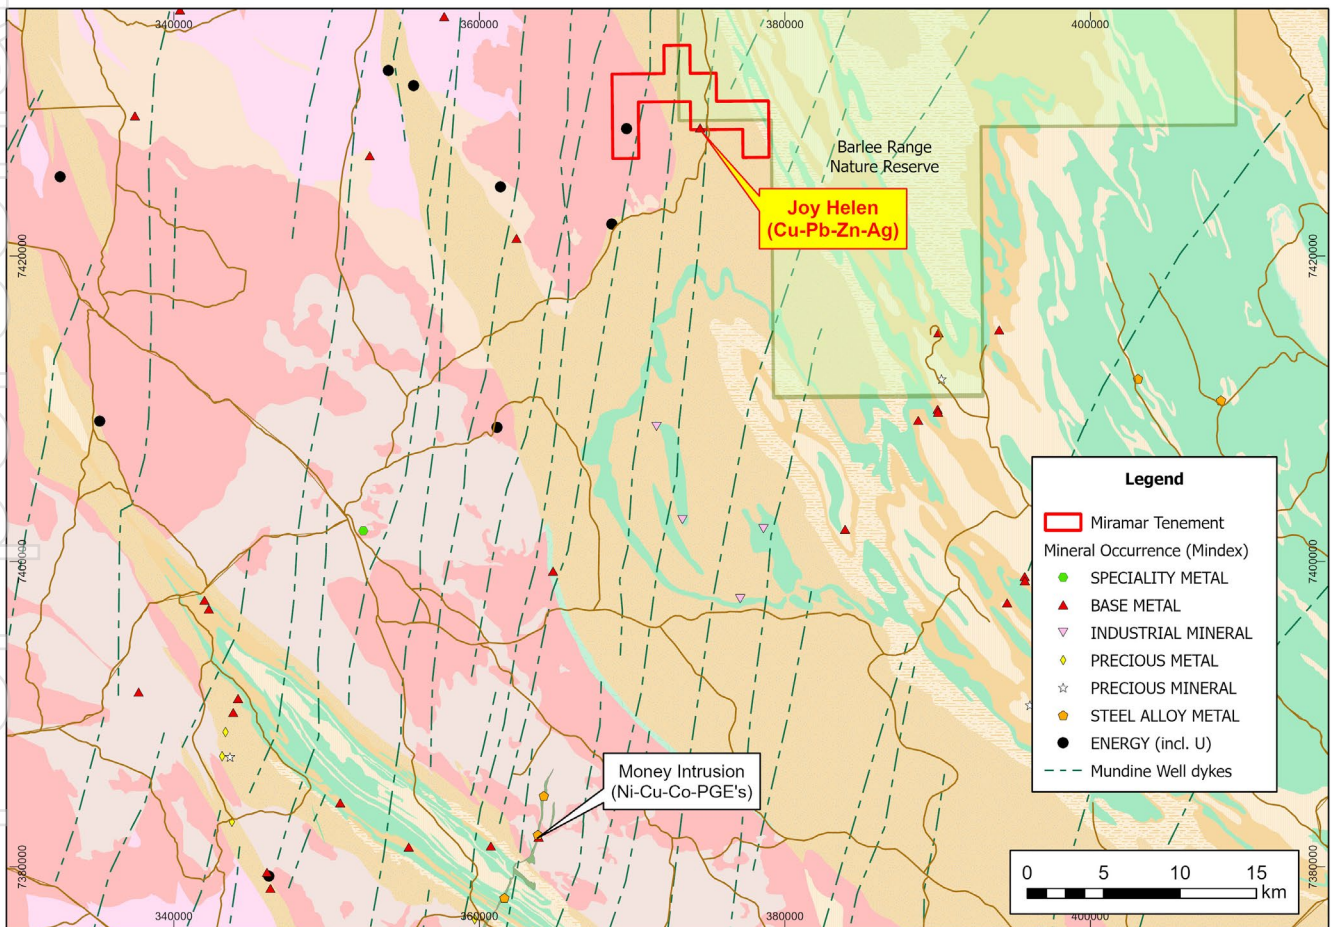 340000
360000
380000
400000
Barlee Range
Nature Reserve
Joy Helen
(Cu-Pb-Zn-Ag)
7420000
7420000
Legend
Miramar Tenement
Mineral Occurrence (Mindex)
SPECIALITY METAL
BASE METAL
INDUSTRIAL MINERAL
PRECIOUS METAL
PRECIOUS MINERAL
STEEL ALLOY METAL
ENERGY (incl. U)
Mundine Well dykes
7400000
7400000
Money Intrusion
(Ni-Cu-Co-PGE's)
7380000
7380000
0 5 10 15
km
340000
360000
380000
400000